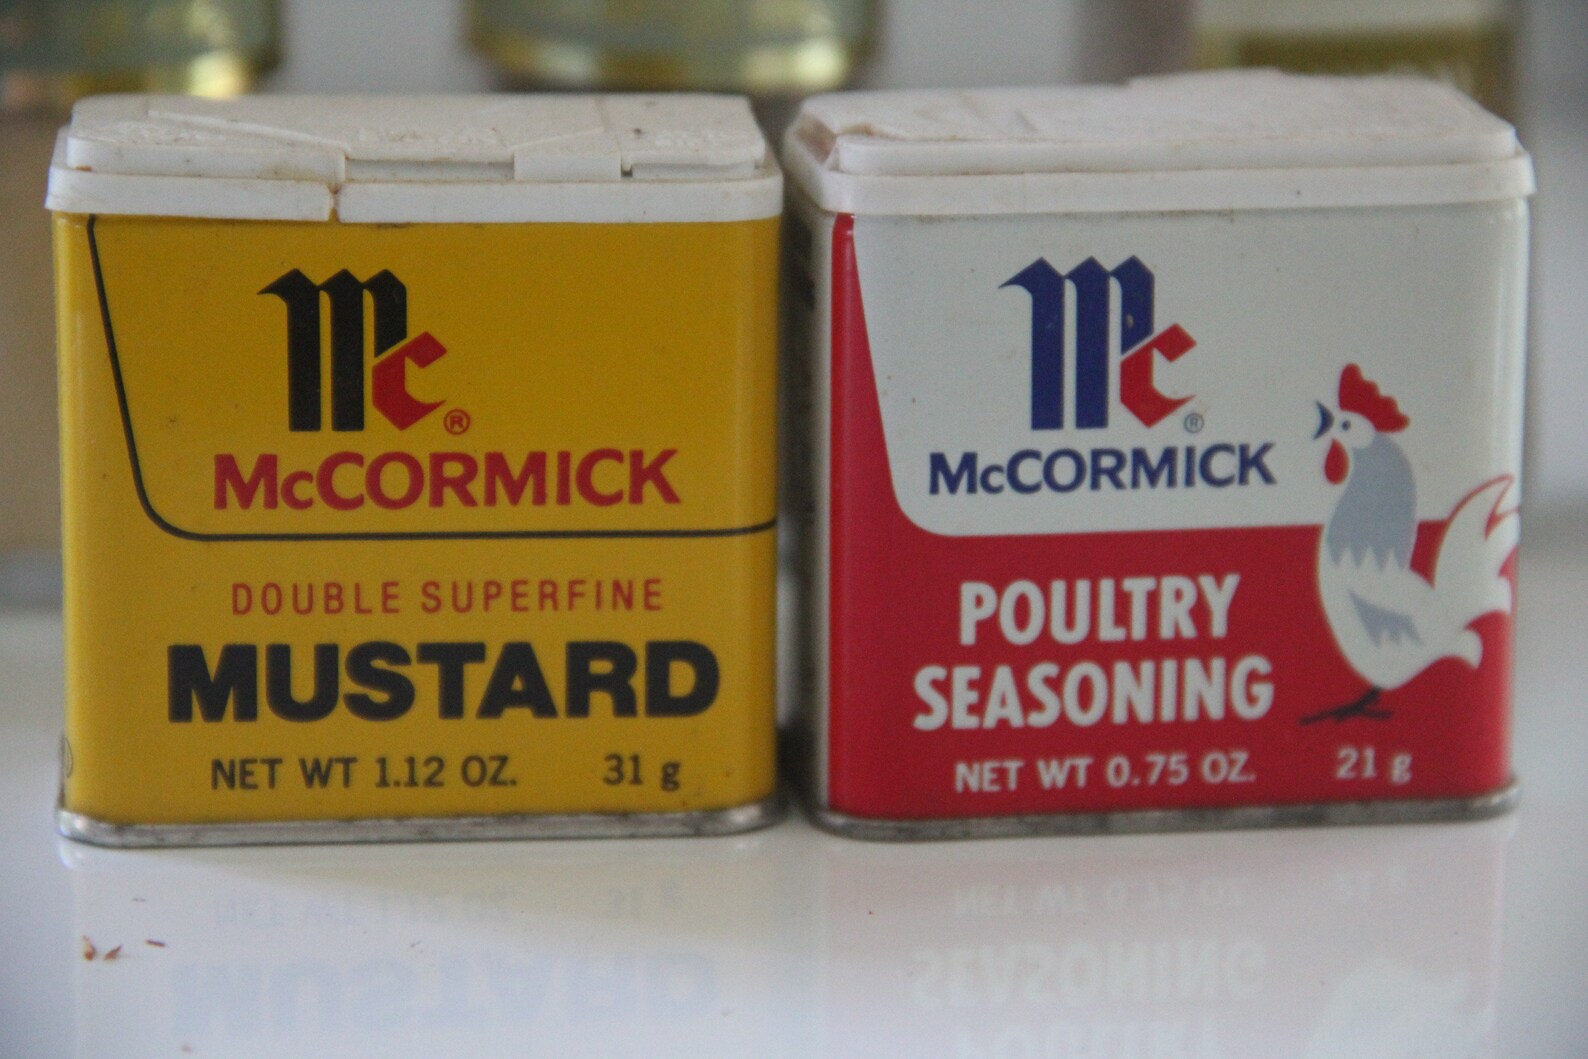 Mc®
McCORMICK
DOUBLE SUPERFINE
MUSTARD
NET WT 1.12 OZ. 31 g
Mc®
McCORMICK
POULTRY
SEASONING
NET WT 0.75 OZ. 21 g